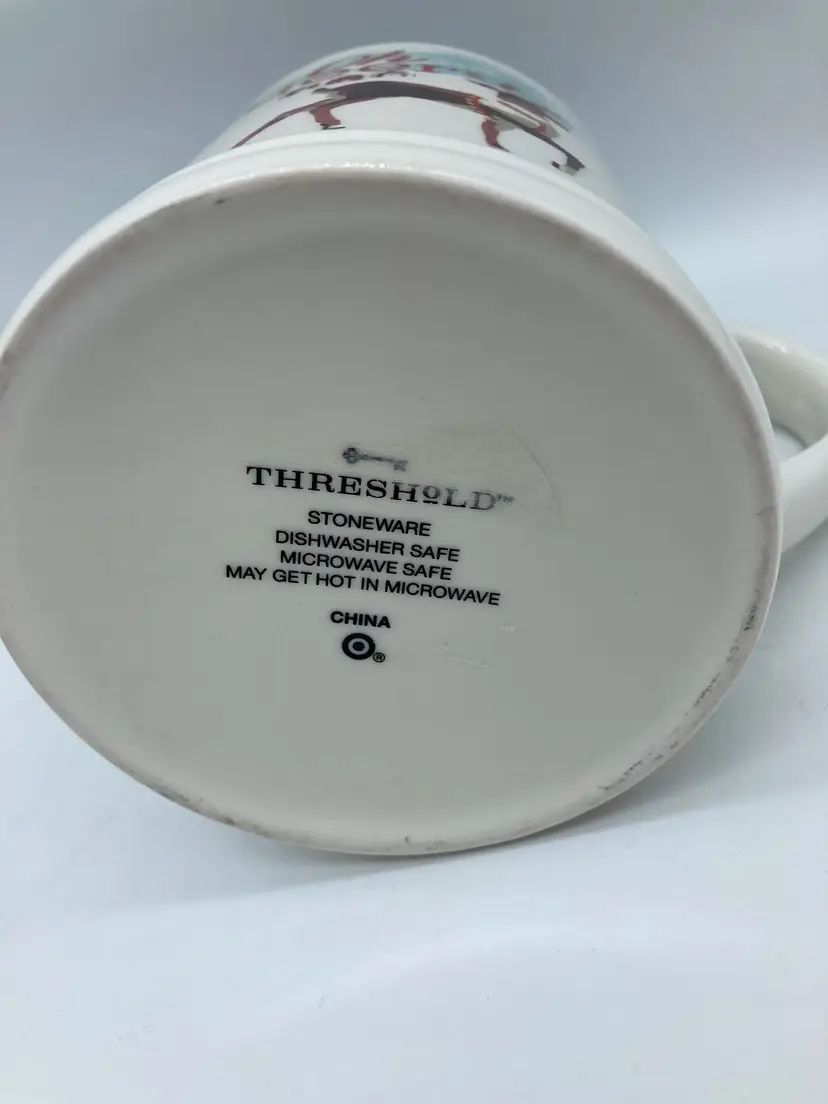 THRESHOLD™
STONEWARE
DISHWASHER SAFE
MICROWAVE SAFE
MAY GET HOT IN MICROWAVE
CHINA
®